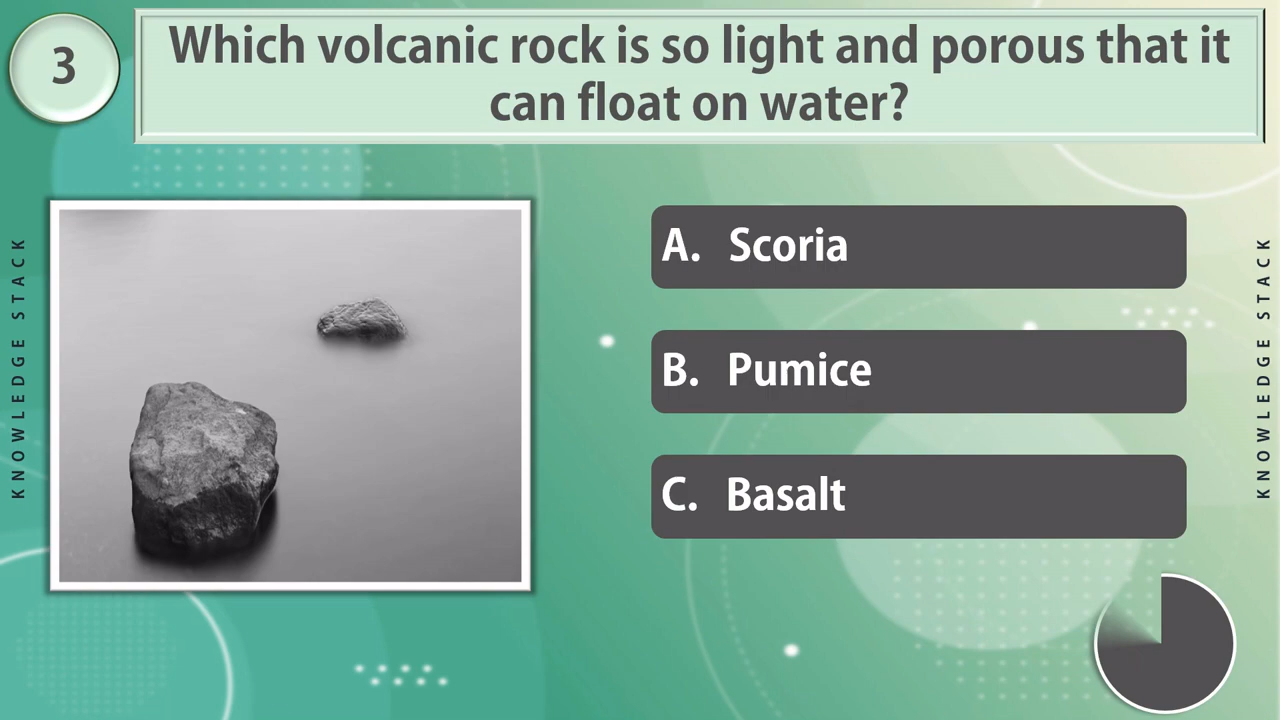 3
Which volcanic rock is so light and porous that it
can float on water?
KNOWLEDGE STACK
A. Scoria
B. Pumice
C. Basalt
KNOWLEDGE STACK